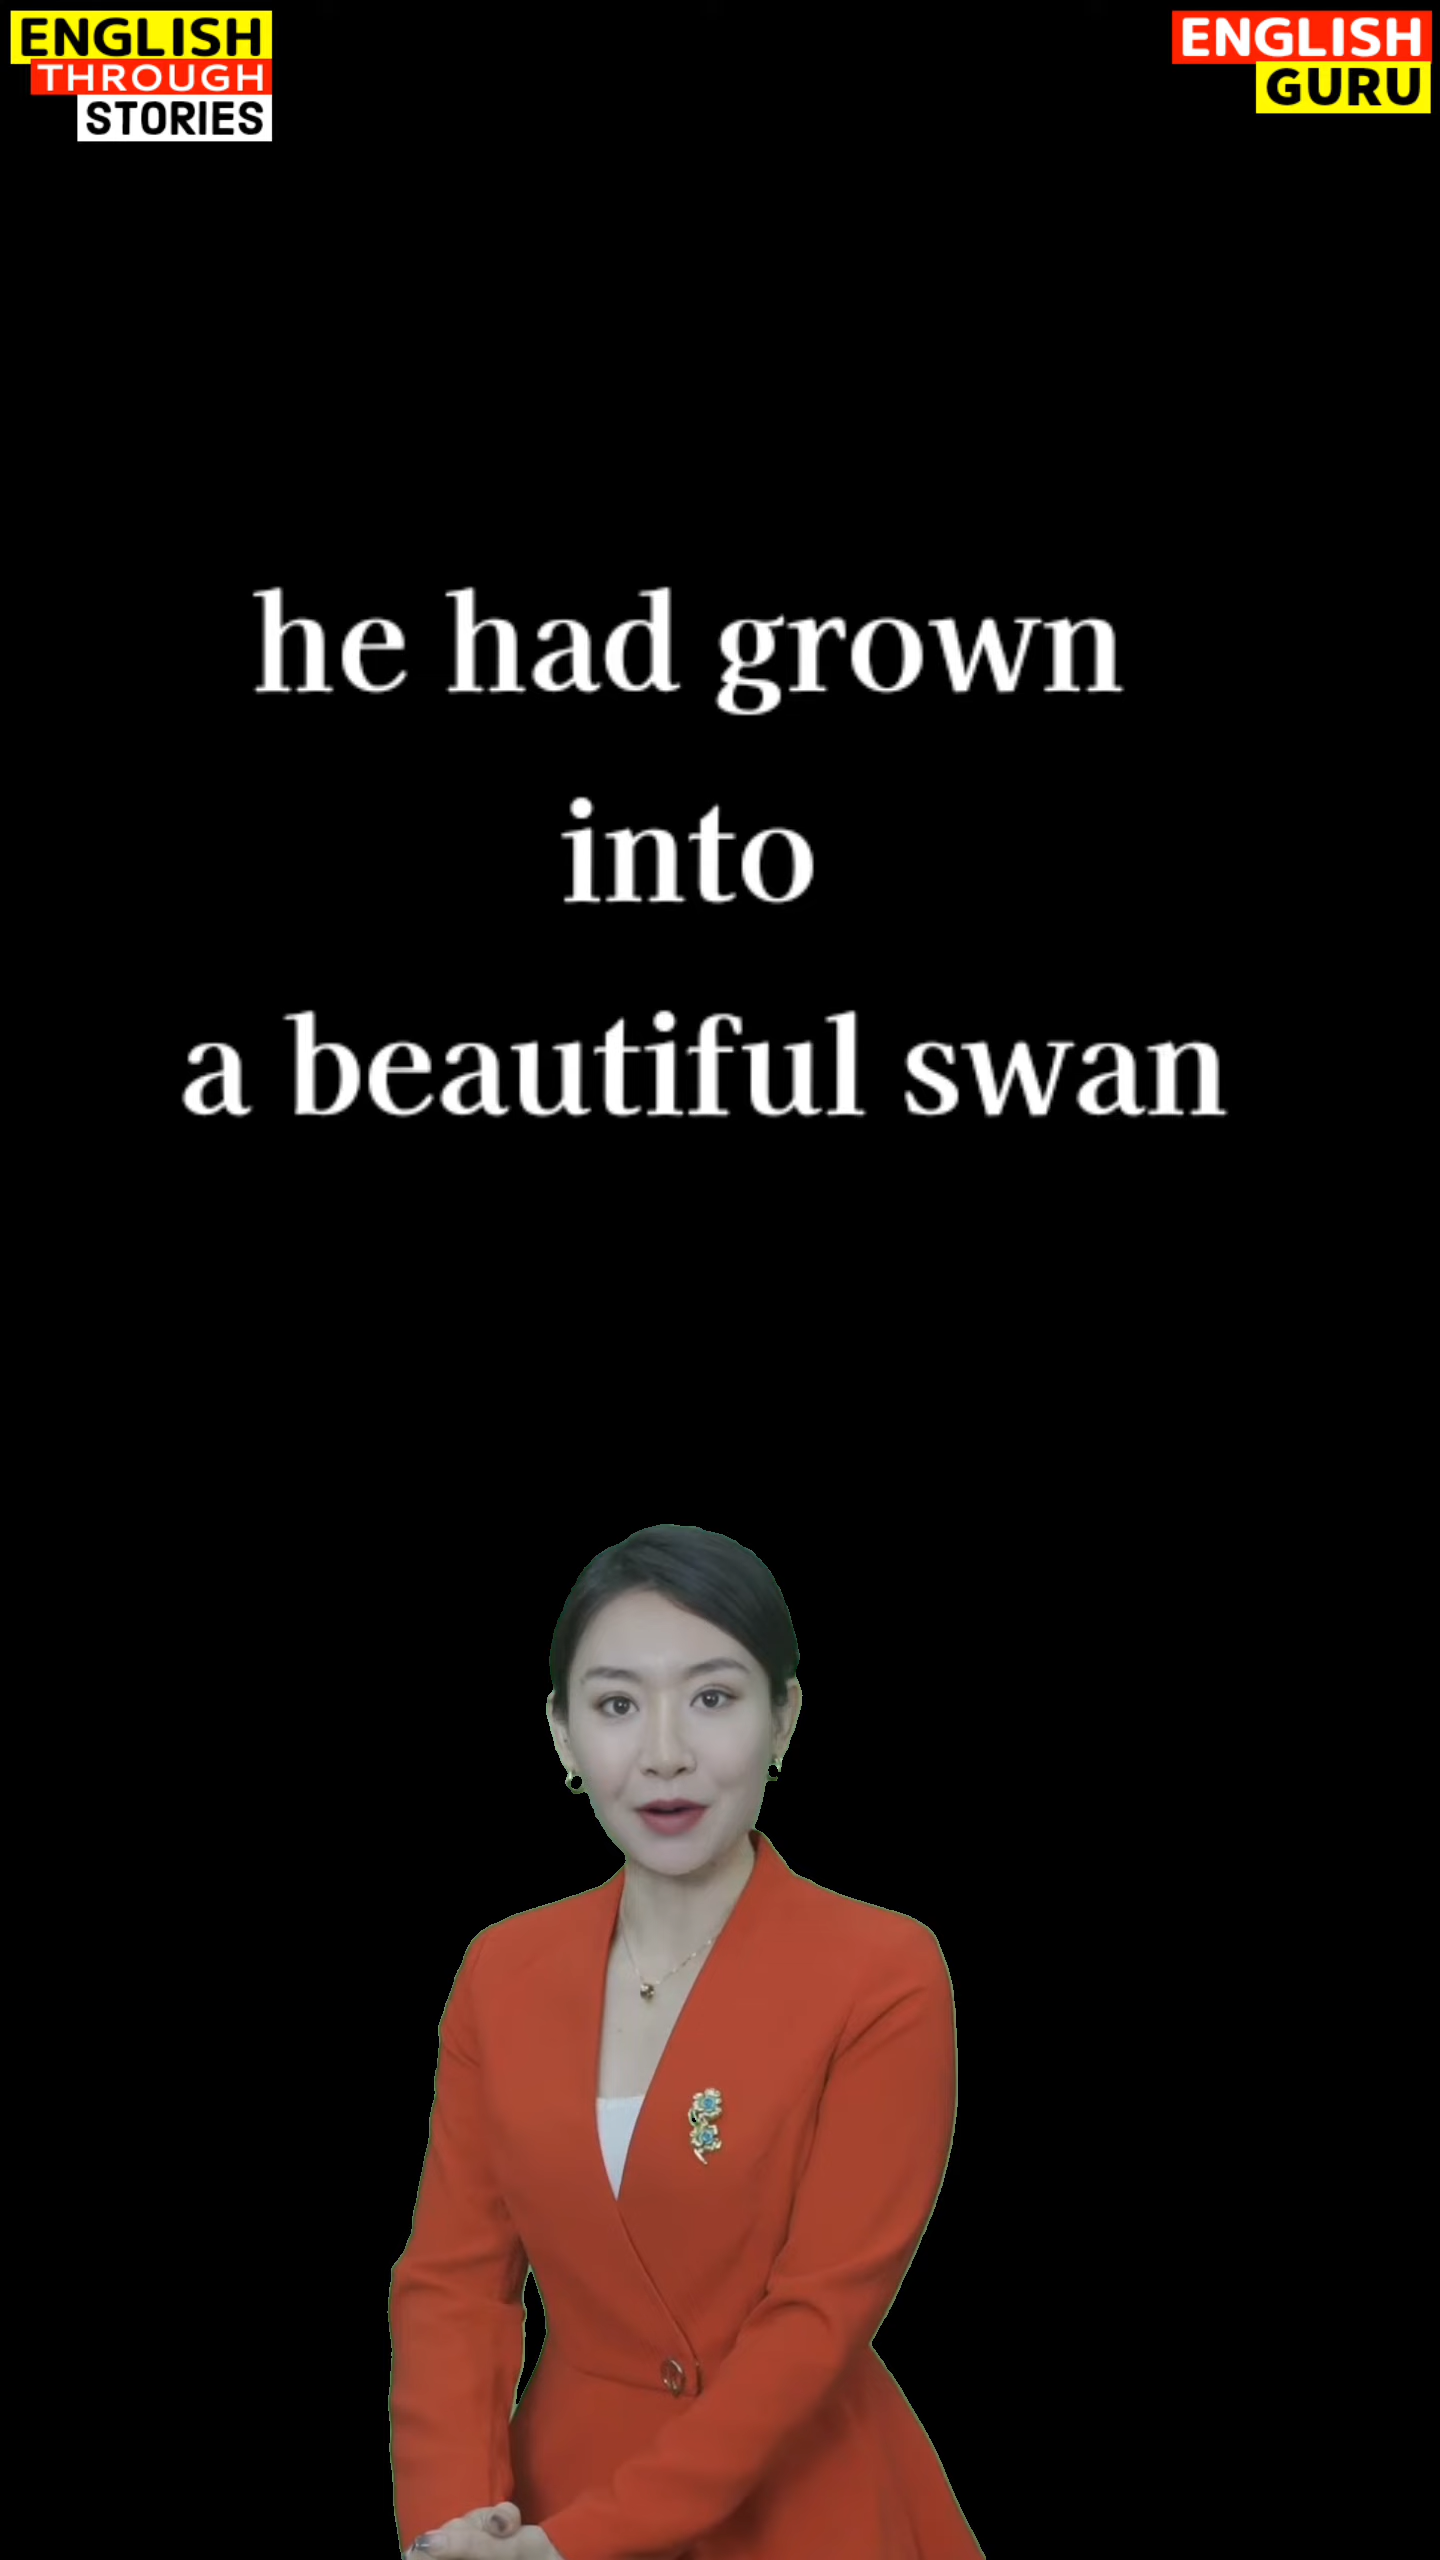 ENGLISH
THROUGH
STORIES
ENGLISH
GURU
he had grown
into
a beautiful swan